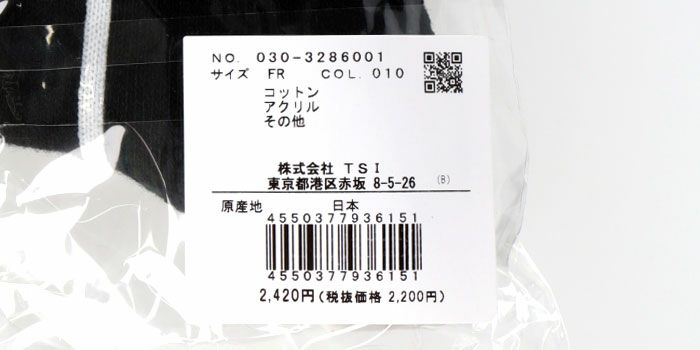 NO. 030-3286001
サイズ FR COL. 010
コットン
アクリル
その他
株式会社 TSI
東京都港区赤坂 8-5-26 (B)
原産地 日本
4550377936151
4550377936151
2,420円(税抜価格 2,200円)